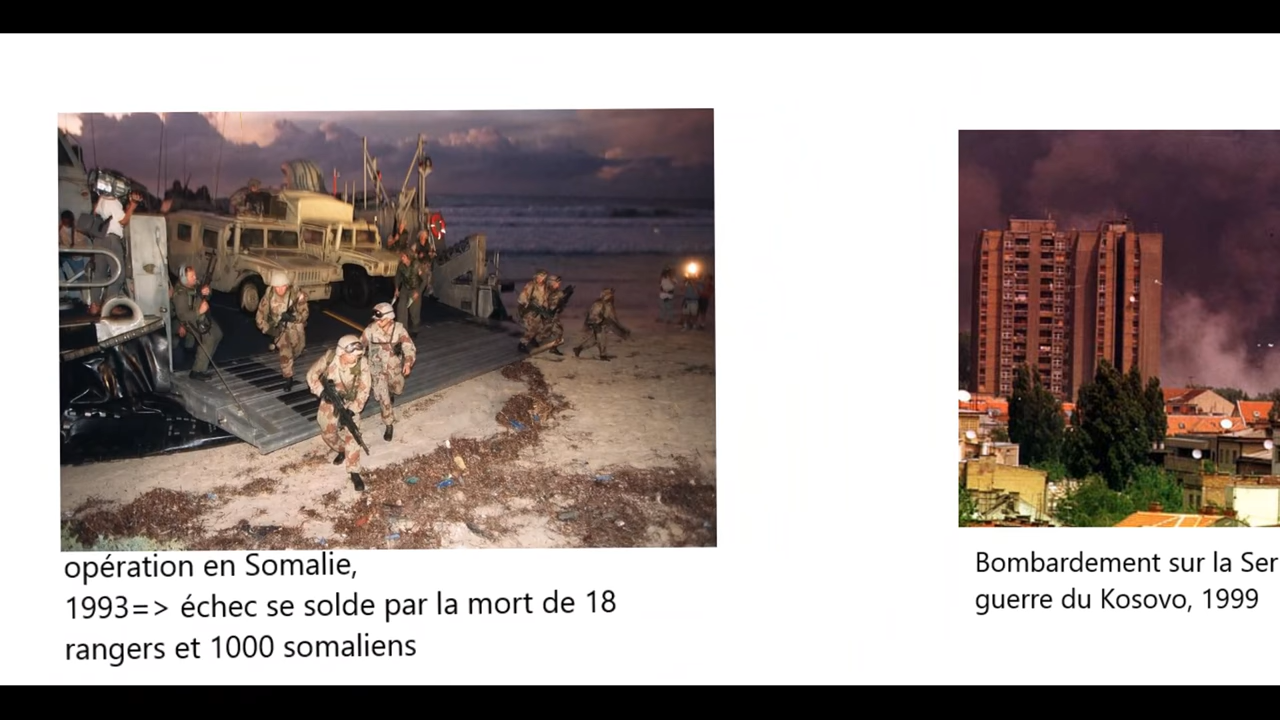 opération en Somalie,
1993=> échec se solde par la mort de 18
rangers et 1000 somaliens
Bombardement sur la Ser
guerre du Kosovo, 1999